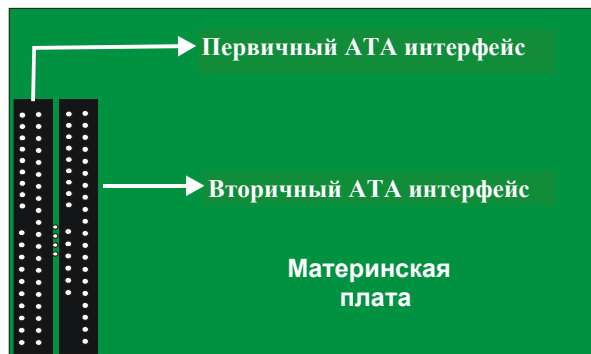 Первичный АТА интерфейс
Вторичный АТА интерфейс
Материнская
плата